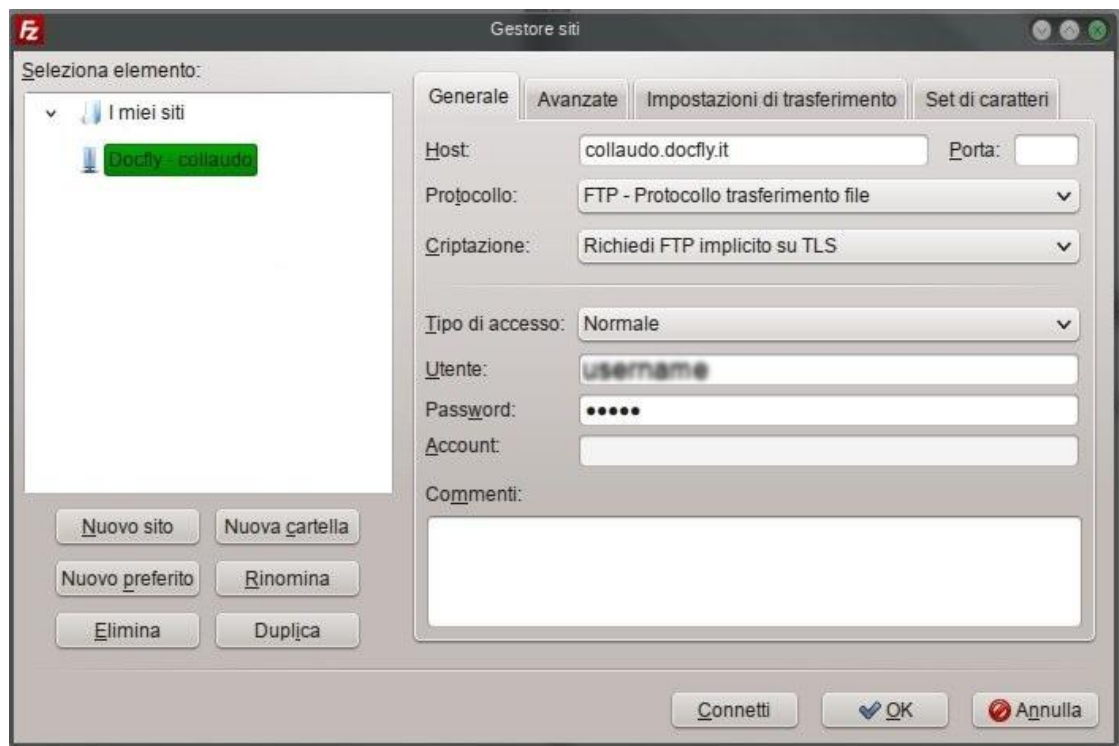 Fz
Gestore siti
Seleziona elemento:
I miei siti
Docfly - collaudo
Nuovo sito
Nuova cartella
Nuovo preferito
Rinomina
Elimina
Duplica
Generale
Avanzate
Impostazioni di trasferimento
Set di caratteri
Host: collaudo.docfly.it Porta:
Protocollo: FTP - Protocollo trasferimento file
Criptazione: Richiedi FTP implicito su TLS
Tipo di accesso: Normale
Utente: username
Password: •••••
Account:
Commenti:
Connetti
OK
Annulla